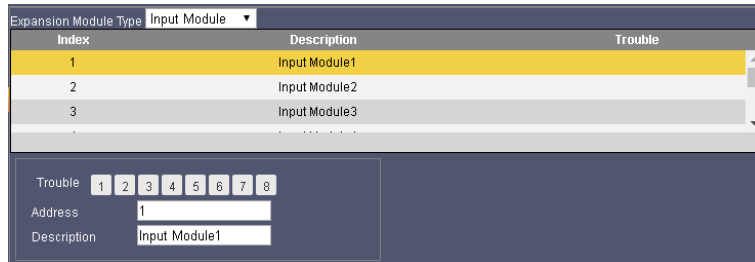 Expansion Module Type Input Module
Index Description Trouble
1 Input Module1
2 Input Module2
3 Input Module3
Trouble 1 2 3 4 5 6 7 8
Address 1
Description Input Module1